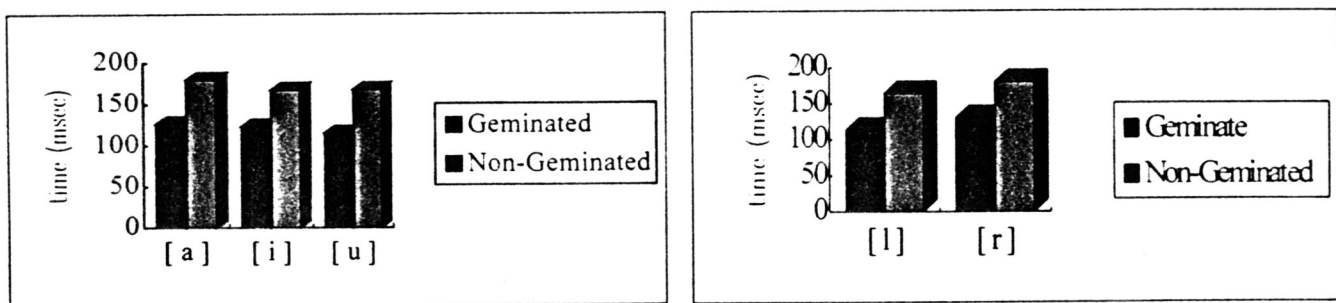 time (msec)
200
150
100
50
0
[a] [i] [u]
Geminated
Non-Geminated
time (msec)
200
150
100
50
0
[l] [r]
Geminate
Non-Geminated